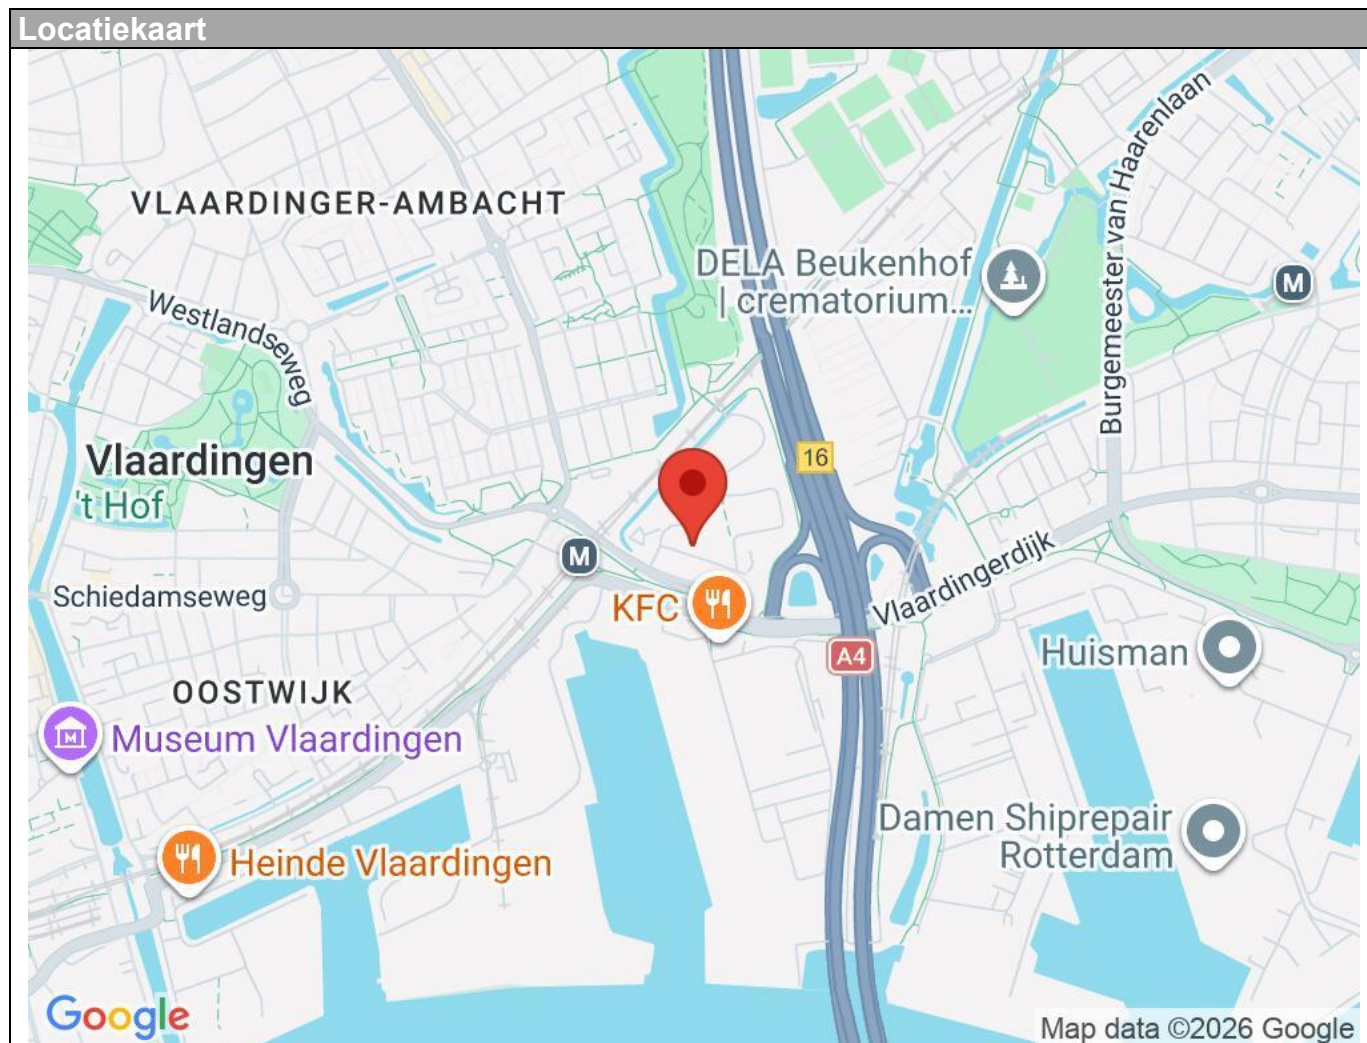 Locatiekaart
VLAARDINGER-AMBACHT
Burgemeester van Haarenlaan
DELA Beukenhof
| crematorium...
M
Westlandseweg
16
Vlaardingen
't Hof
M
Vlaardingerdijk
Schiedamseweg
KFC
A4
Huisman
OOSTWIJK
M
Museum Vlaardingen
Damen Shiprepair
Rotterdam
Heinde Vlaardingen
Google
Map data ©2026 Google